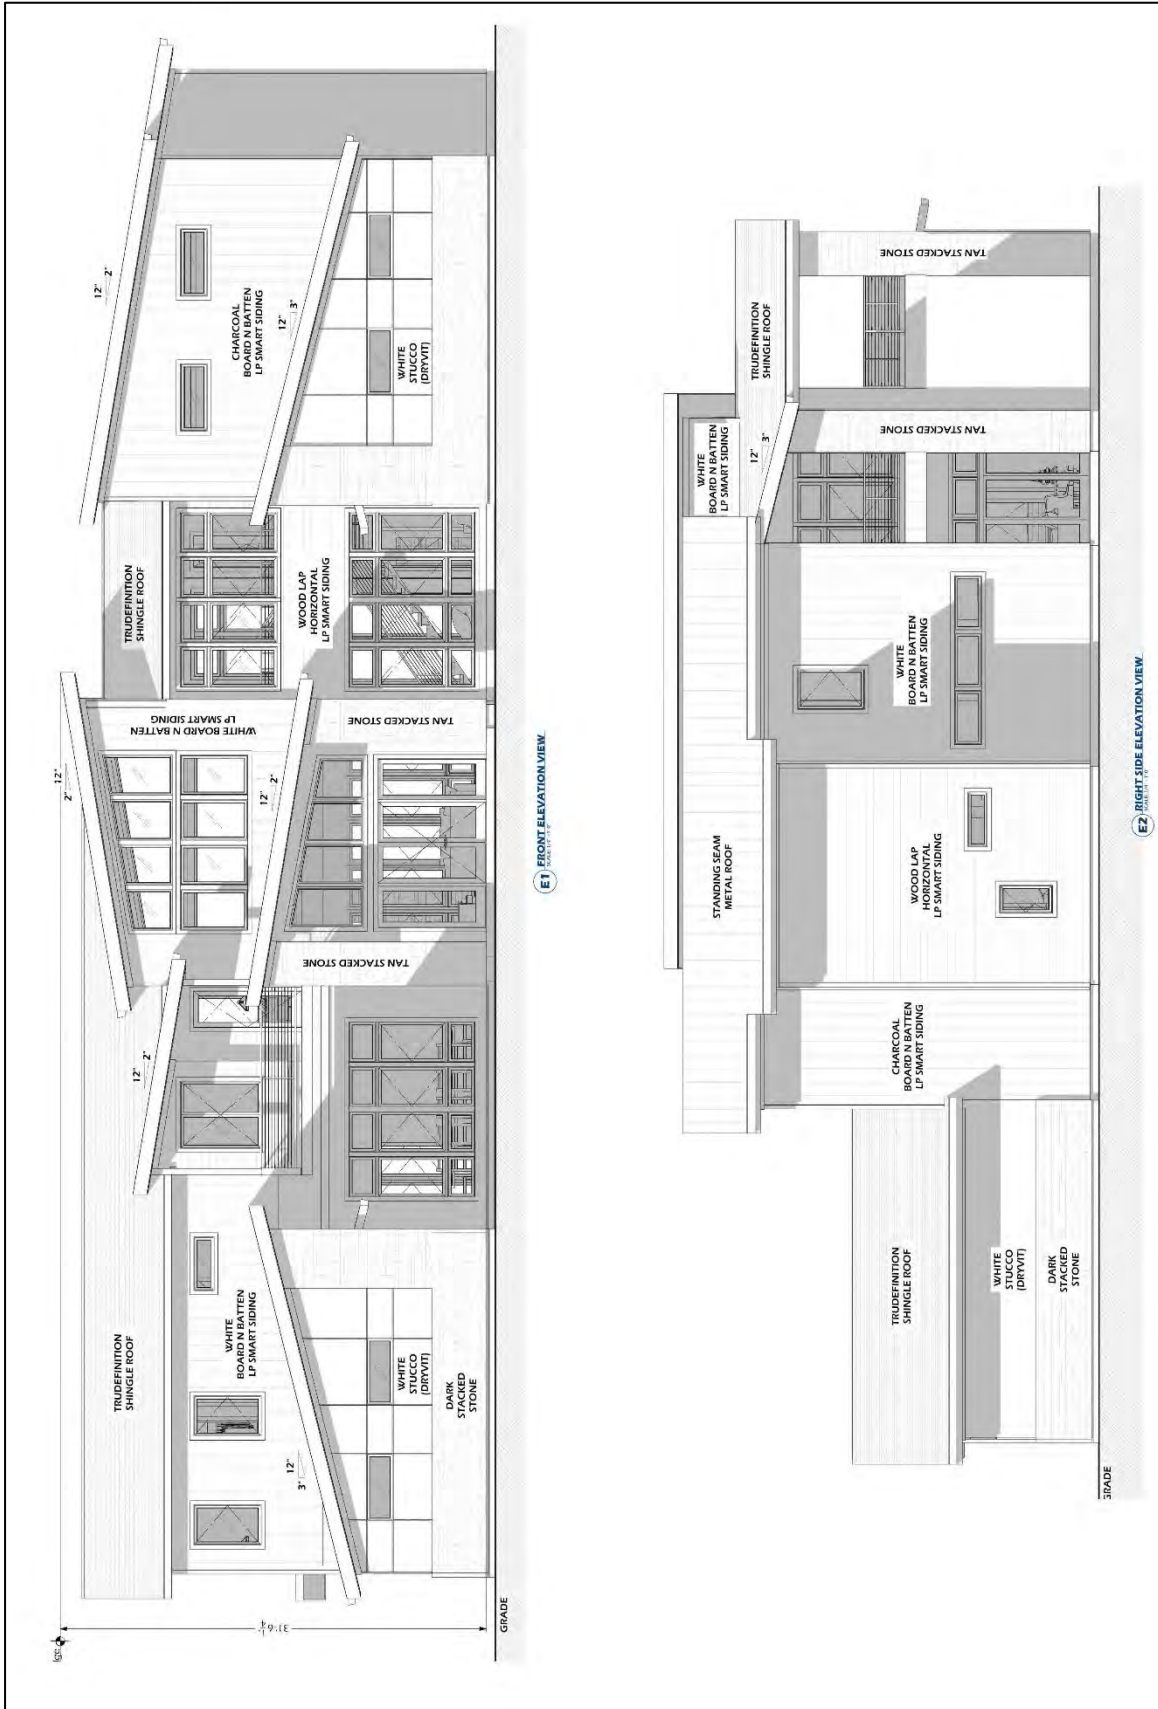 TRUDEFINITION
SHINGLE ROOF
12"
2"
2"
12"
TRUDEFINITION
SHINGLE ROOF
12"
2"
WHITE BOARD N BATTEN
LP SMART SIDING
WHITE
BOARD N BATTEN
LP SMART SIDING
12"
3"
12"
2"
WOOD LAP
HORIZONTAL
LP SMART SIDING
CHARCOAL
BOARD N BATTEN
LP SMART SIDING
12"
3"
WHITE
STUCCO
(DRYVIT)
TAN STACKED STONE
TAN STACKED STONE
WHITE
STUCCO
(DRYVIT)
DARK
STACKED
STONE
GRADE
E1 FRONT ELEVATION VIEW
STANDING SEAM
METAL ROOF
WHITE
BOARD N BATTEN
LP SMART SIDING
TRUDEFINITION
SHINGLE ROOF
12"
3"
TRUDEFINITION
SHINGLE ROOF
CHARCOAL
BOARD N BATTEN
LP SMART SIDING
WOOD LAP
HORIZONTAL
LP SMART SIDING
WHITE
BOARD N BATTEN
LP SMART SIDING
TAN STACKED STONE
TAN STACKED STONE
WHITE
STUCCO
(DRYVIT)
DARK
STACKED
STONE
GRADE
E2 RIGHT SIDE ELEVATION VIEW